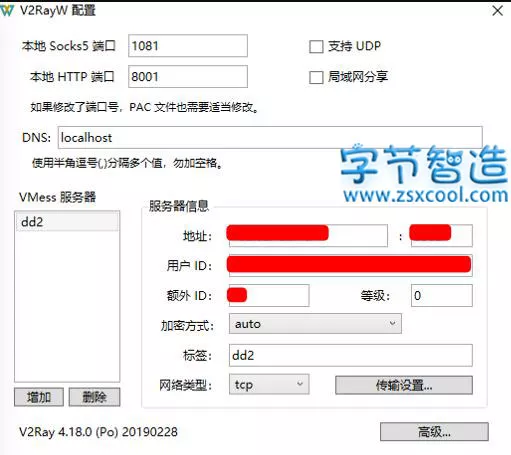 V2RayW 配置
本地 Socks5 端口 1081 支持 UDP
本地 HTTP 端口 8001 局域网分享
如果修改了端口号，PAC 文件也需要适当修改。
DNS: localhost
使用半角逗号(,)分隔多个值，勿加空格。
字节智造
www.zsxcool.com
VMess 服务器
dd2
增加 删除
服务器信息
地址: :
用户 ID:
额外 ID: 等级: 0
加密方式: auto
标签: dd2
网络类型: tcp 传输设置...
V2Ray 4.18.0 (Po) 20190228 高级...